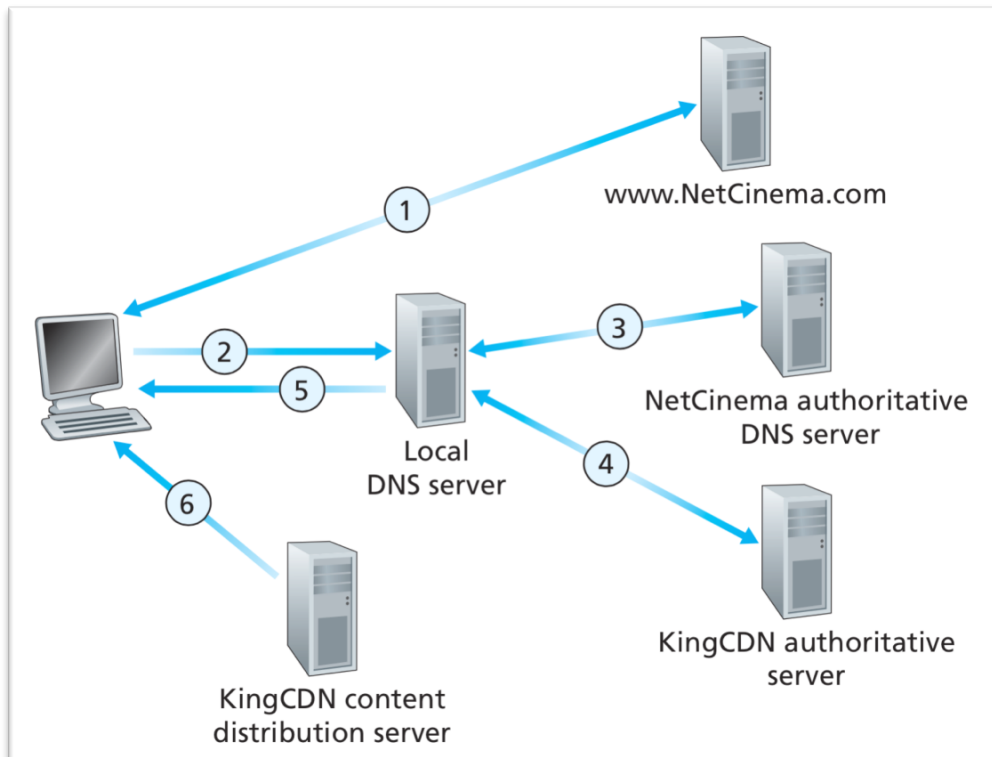 www.NetCinema.com
1
2
3
5
NetCinema authoritative
DNS server
Local
DNS server
4
6
KingCDN authoritative
server
KingCDN content
distribution server